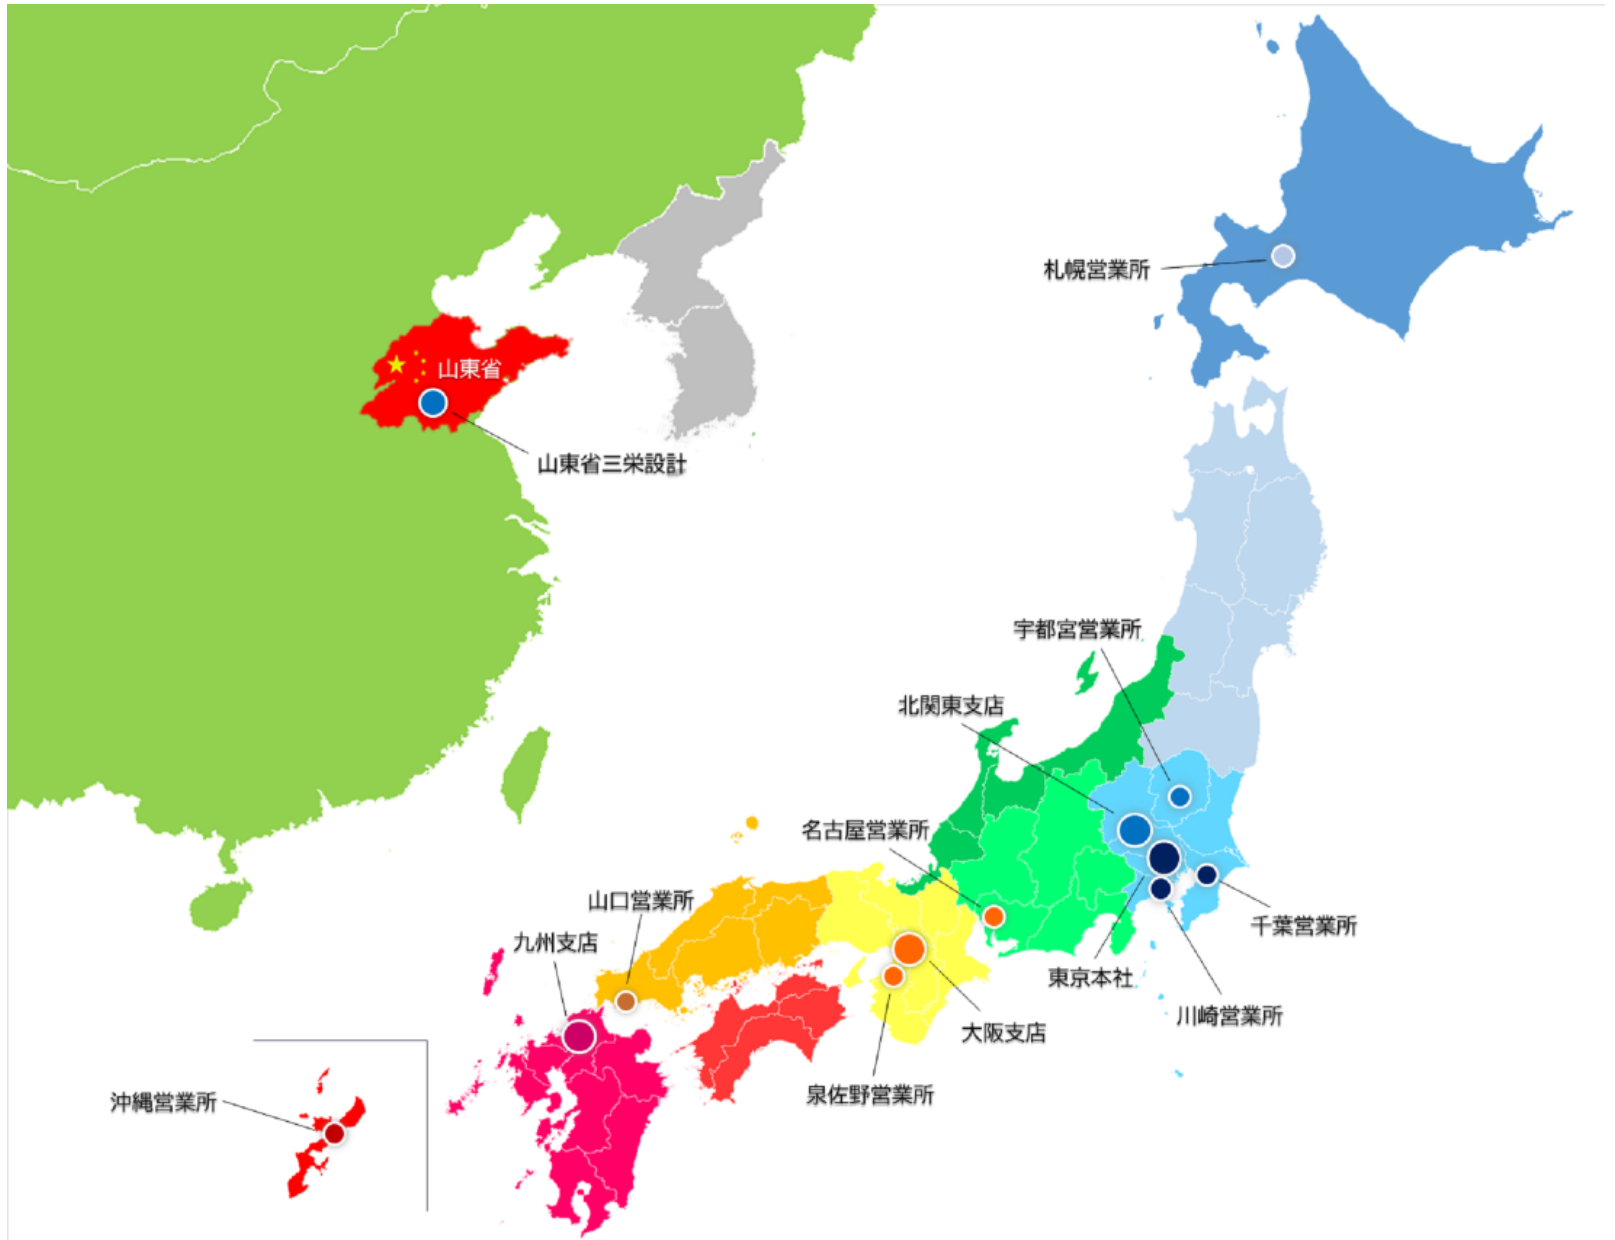 札幌営業所
山東省
山東省三栄設計
宇都宮営業所
北関東支店
名古屋営業所
山口営業所
九州支店
千葉営業所
東京本社
川崎営業所
大阪支店
泉佐野営業所
沖縄営業所